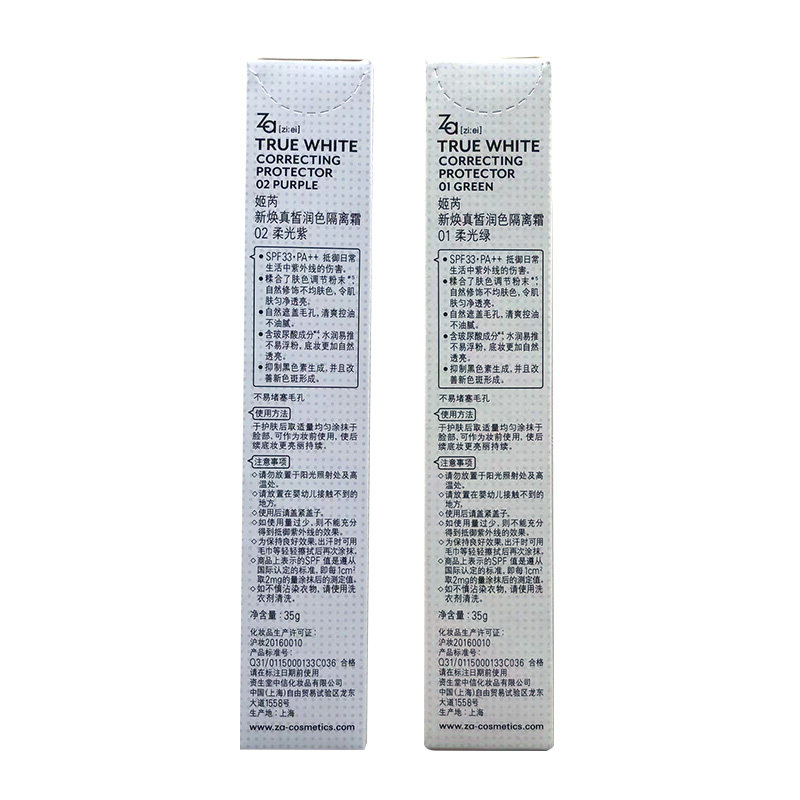 Za [zi:ei]
TRUE WHITE
CORRECTING
PROTECTOR
02 PURPLE
姬芮
新焕真皙润色隔离霜
02 柔光紫
●SPF33·PA++ 抵御日常
生活中紫外线的伤害。
●糅合了肤色调节粉末*⁵,
自然修饰不均肤色,令肌
肤匀净透亮。
●自然遮盖毛孔,清爽控油
不油腻。
●含玻尿酸成分*⁴,水润易推
不易浮粉,底妆更加自然
透亮。
●抑制黑色素生成,并且改
善新色斑形成。
不易堵塞毛孔
使用方法
于护肤后取适量均匀涂抹于
脸部,可作为妆前使用,使后
续底妆更亮丽持续。
注意事项
◇请勿放置于阳光照射处及高
温处。
◇请放置在婴幼儿接触不到的
地方。
◇使用后请盖紧盖子。
◇如使用量过少,则不能充分
得到抵御紫外线的效果。
◇为保持良好效果,出汗时可用
毛巾等轻轻擦拭后再次涂抹。
◇商品上表示的SPF 值是遵从
国际认定的标准,即每1cm²
取2mg的量涂抹后的测定值。
◇如不慎沾染衣物,请使用洗
衣剂清洗。
净含量:35g
化妆品生产许可证:
沪妆20160010
产品标准号:
Q31/0115000133C036 合格
请在标注日期前使用
资生堂中信化妆品有限公司
中国(上海)自由贸易试验区龙东
大道1558号
生产地:上海
www.za-cosmetics.com
Za [zi:ei]
TRUE WHITE
CORRECTING
PROTECTOR
01 GREEN
姬芮
新焕真皙润色隔离霜
01 柔光绿
●SPF33·PA++ 抵御日常
生活中紫外线的伤害。
●糅合了肤色调节粉末*⁵,
自然修饰不均肤色,令肌
肤匀净透亮。
●自然遮盖毛孔,清爽控油
不油腻。
●含玻尿酸成分*⁴,水润易推
不易浮粉,底妆更加自然
透亮。
●抑制黑色素生成,并且改
善新色斑形成。
不易堵塞毛孔
使用方法
于护肤后取适量均匀涂抹于
脸部,可作为妆前使用,使后
续底妆更亮丽持续。
注意事项
◇请勿放置于阳光照射处及高
温处。
◇请放置在婴幼儿接触不到的
地方。
◇使用后请盖紧盖子。
◇如使用量过少,则不能充分
得到抵御紫外线的效果。
◇为保持良好效果,出汗时可用
毛巾等轻轻擦拭后再次涂抹。
◇商品上表示的SPF 值是遵从
国际认定的标准,即每1cm²
取2mg的量涂抹后的测定值。
◇如不慎沾染衣物,请使用洗
衣剂清洗。
净含量:35g
化妆品生产许可证:
沪妆20160010
产品标准号:
Q31/0115000133C036 合格
请在标注日期前使用
资生堂中信化妆品有限公司
中国(上海)自由贸易试验区龙东
大道1558号
生产地:上海
www.za-cosmetics.com